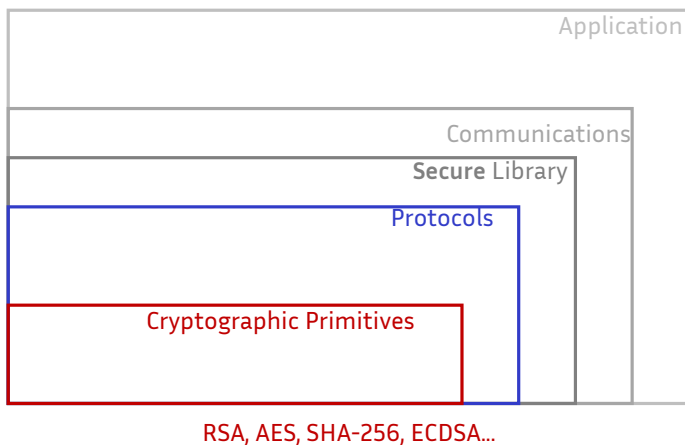 Application
Communications
Secure Library
Protocols
Cryptographic Primitives
RSA, AES, SHA-256, ECDSA...